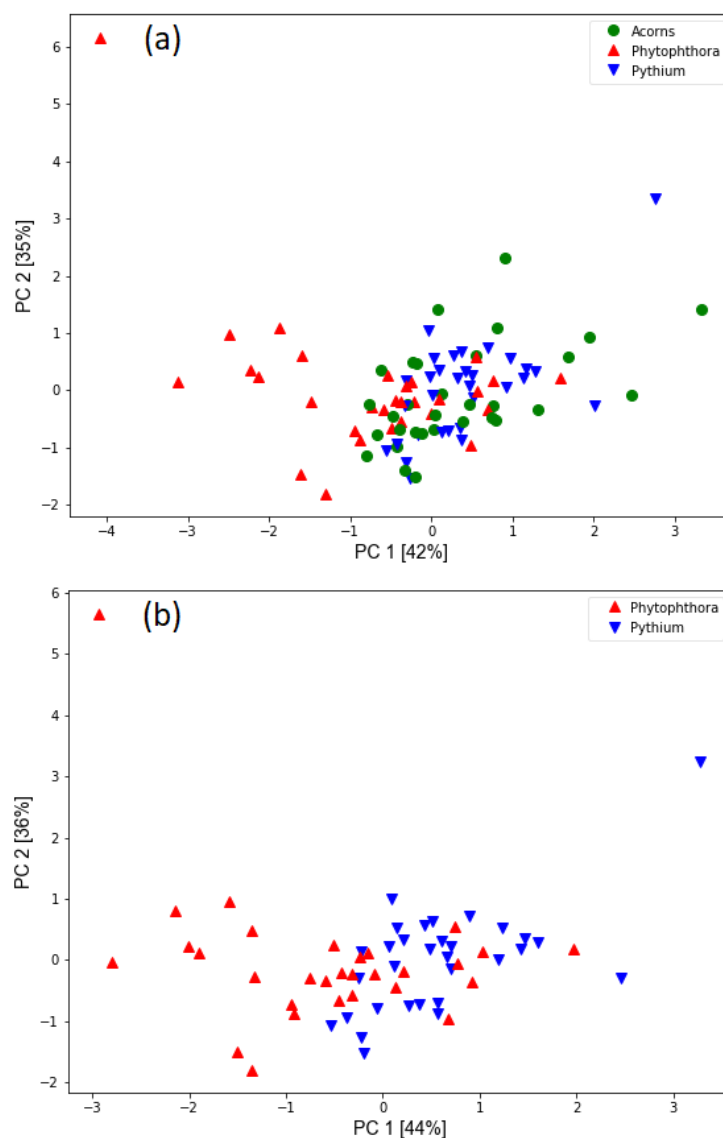 (a)
Acorns
Phytophthora
Pythium
6
5
4
3
2
1
0
−1
−2
PC 2 [35%]
−4 −3 −2 −1 0 1 2 3
PC 1 [42%]
(b)
Phytophthora
Pythium
6
5
4
3
2
1
0
−1
−2
PC 2 [36%]
−3 −2 −1 0 1 2 3
PC 1 [44%]